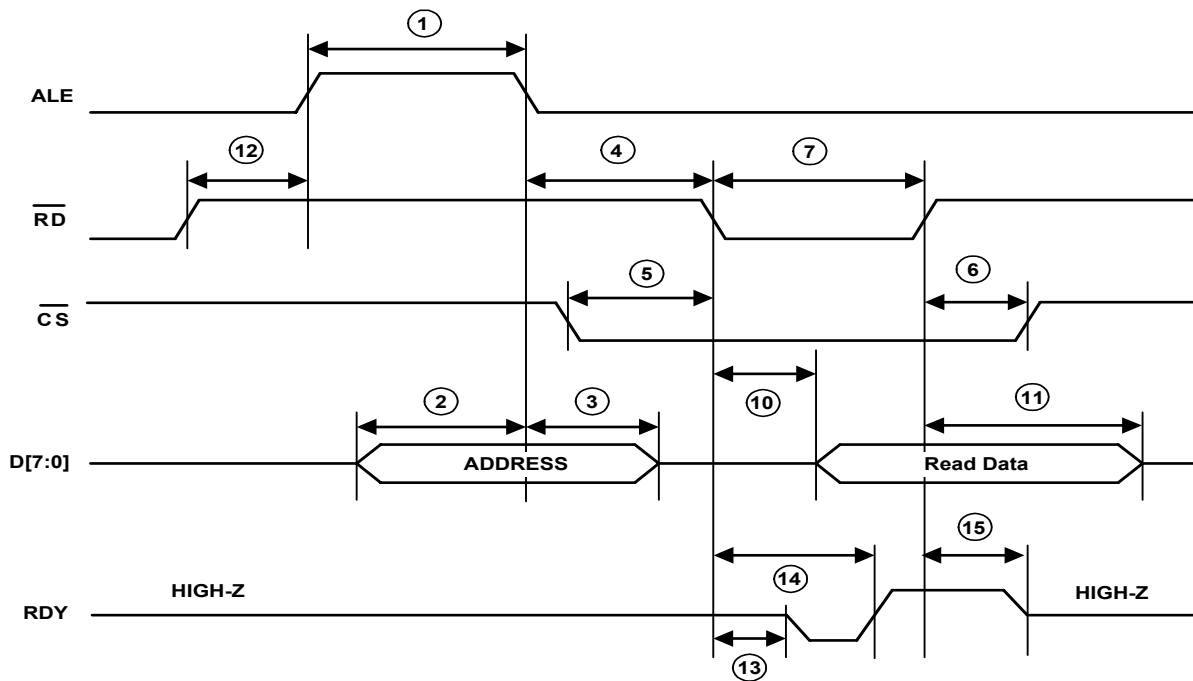 1
ALE
12
4
7
RD
5
6
CS
2
3
10
11
D[7:0]
ADDRESS
Read Data
15
14
HIGH-Z
HIGH-Z
RDY
13